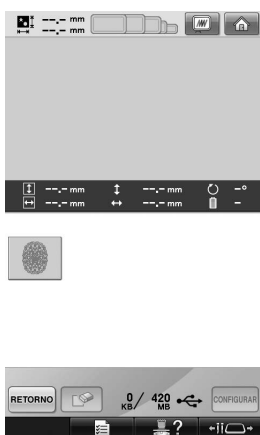 --,- mm
--,- mm
--,- mm --,- mm -°
--,- mm --,- mm -
RETORNO 0 KB / 420 MB CONFIGURAR
?